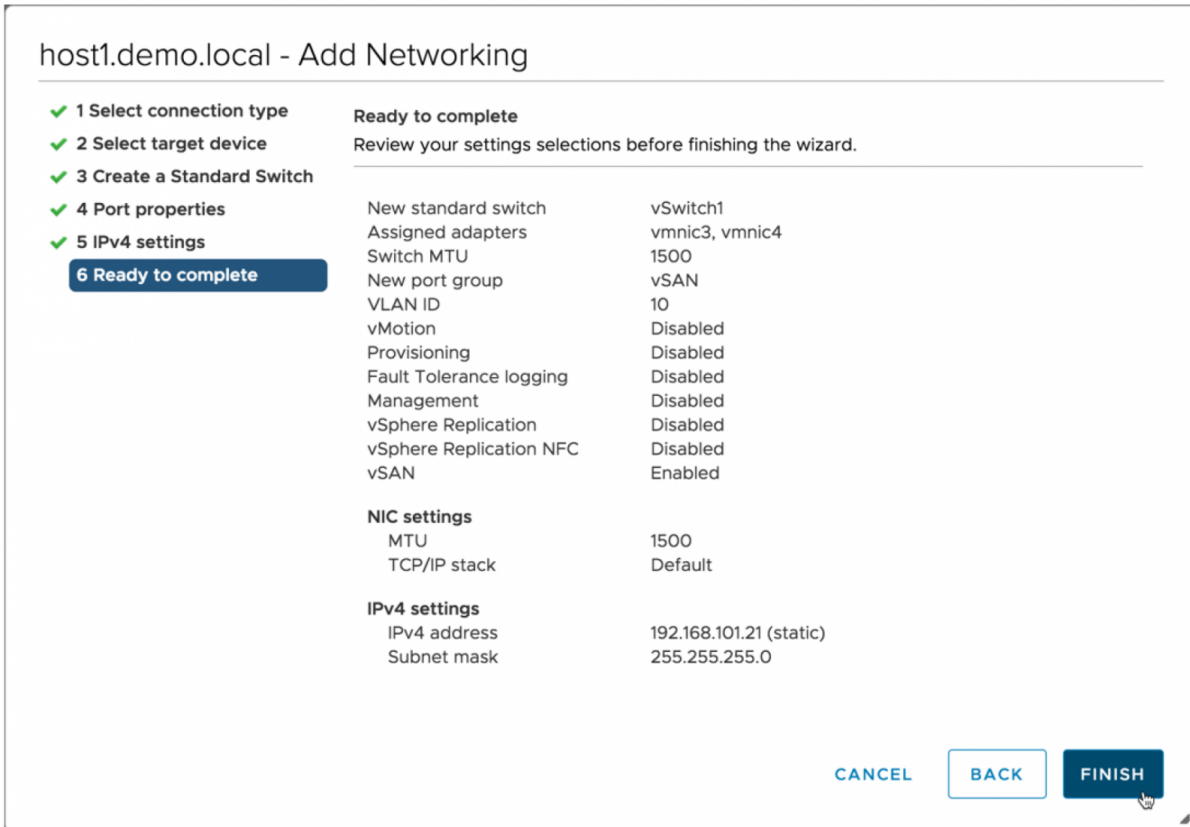 host1.demo.local - Add Networking
1 Select connection type
2 Select target device
3 Create a Standard Switch
4 Port properties
5 IPv4 settings
6 Ready to complete
Ready to complete
Review your settings selections before finishing the wizard.
New standard switch vSwitch1
Assigned adapters vmnic3, vmnic4
Switch MTU 1500
New port group vSAN
VLAN ID 10
vMotion Disabled
Provisioning Disabled
Fault Tolerance logging Disabled
Management Disabled
vSphere Replication Disabled
vSphere Replication NFC Disabled
vSAN Enabled
NIC settings
MTU 1500
TCP/IP stack Default
IPv4 settings
IPv4 address 192.168.101.21 (static)
Subnet mask 255.255.255.0
CANCEL BACK FINISH